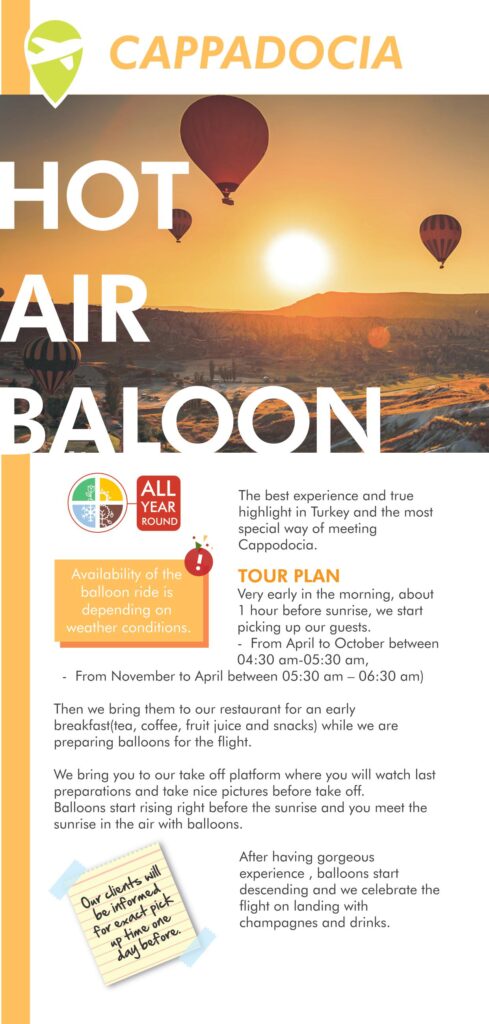 CAPPADOCIA
HOT
AIR
BALOON
ALL
YEAR
ROUND
The best experience and true
highlight in Turkey and the most
special way of meeting
Cappodocia.
!
Availability of the
balloon ride is
depending on
weather conditions.
TOUR PLAN
Very early in the morning, about
1 hour before sunrise, we start
picking up our guests.
- From April to October between
04:30 am-05:30 am,
- From November to April between 05:30 am – 06:30 am)
Then we bring them to our restaurant for an early
breakfast(tea, coffee, fruit juice and snacks) while we are
preparing balloons for the flight.
We bring you to our take off platform where you will watch last
preparations and take nice pictures before take off.
Balloons start rising right before the sunrise and you meet the
sunrise in the air with balloons.
Our clients will
be informed
for exact pick
up time one
day before.
After having gorgeous
experience , balloons start
descending and we celebrate the
flight on landing with
champagnes and drinks.